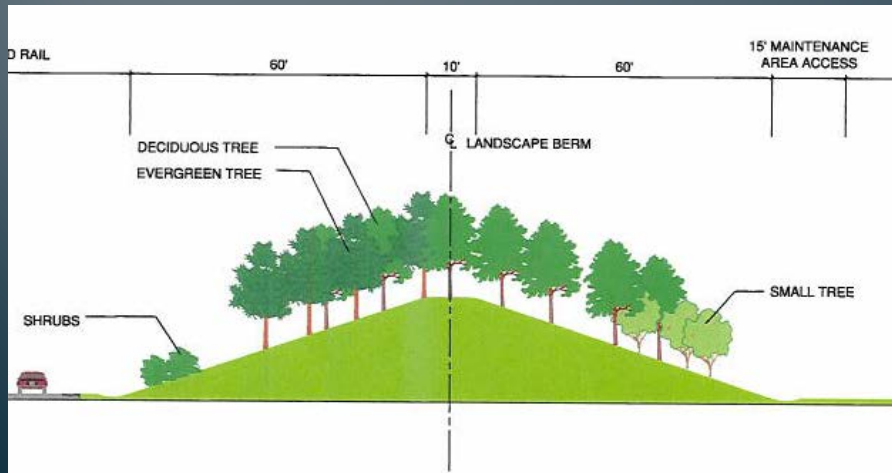 D RAIL
60'
10'
60'
15' MAINTENANCE
AREA ACCESS
DECIDUOUS TREE
EVERGREEN TREE
℄ LANDSCAPE BERM
SHRUBS
SMALL TREE